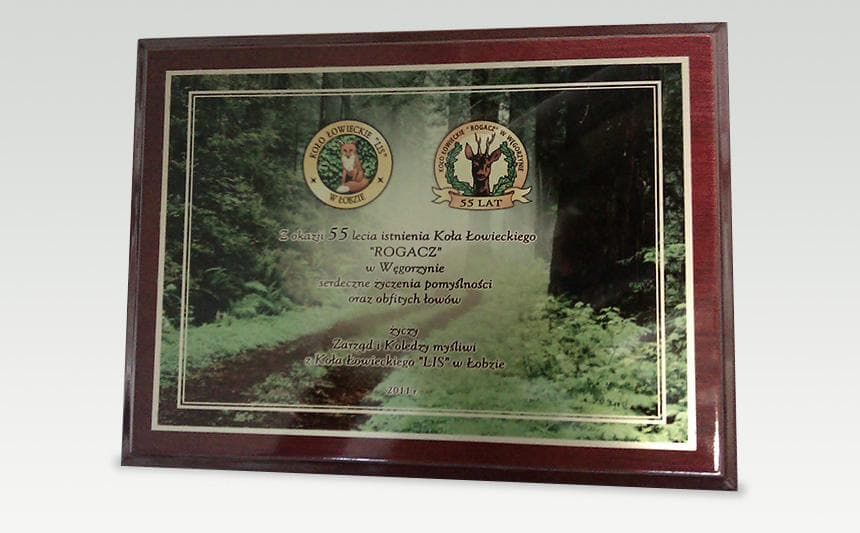 KOŁO ŁOWIECKIE "LIS"
W ŁOBZIE
KOŁO ŁOWIECKIE "ROGACZ" W WĘGORZYNIE
55 LAT
Z okazji 55 lecia istnienia Koła Łowieckiego
"ROGACZ"
w Węgorzynie
serdeczne życzenia pomyślności
oraz obfitych łowów
życzy
Zarząd i Koledzy myśliwi
z Koła Łowieckiego "LIS" w Łobzie
2011 r.